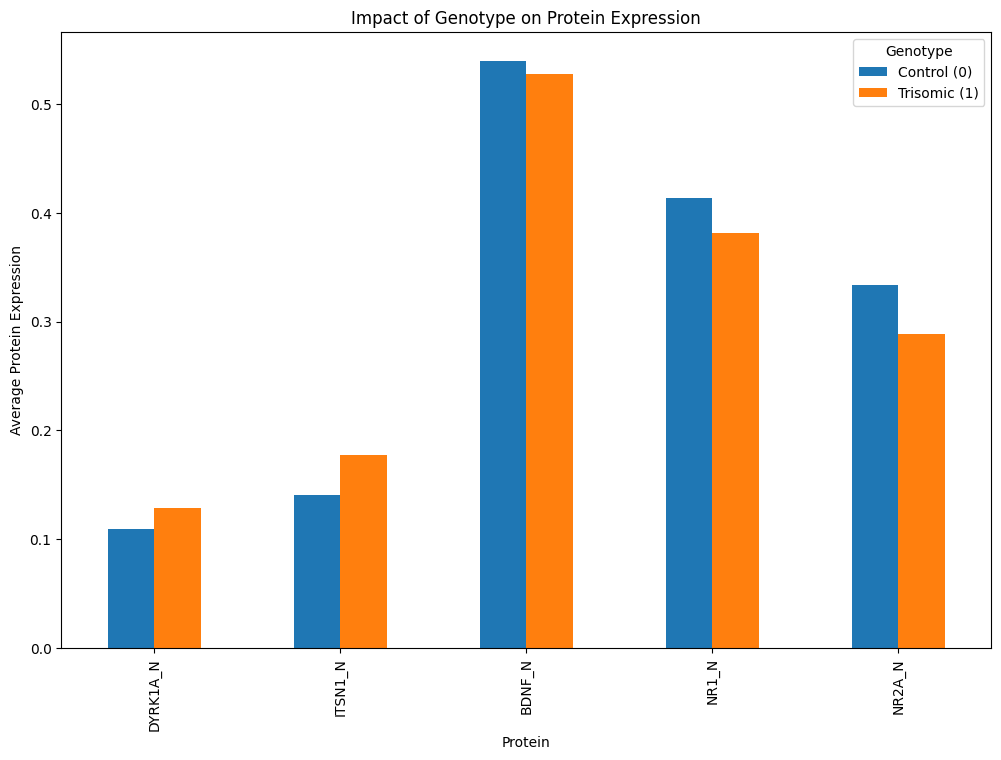 Impact of Genotype on Protein Expression
Genotype
Control (0)
Trisomic (1)
Average Protein Expression
0.5
0.4
0.3
0.2
0.1
0.0
DYRK1A_N
ITSN1_N
BDNF_N
NR1_N
NR2A_N
Protein